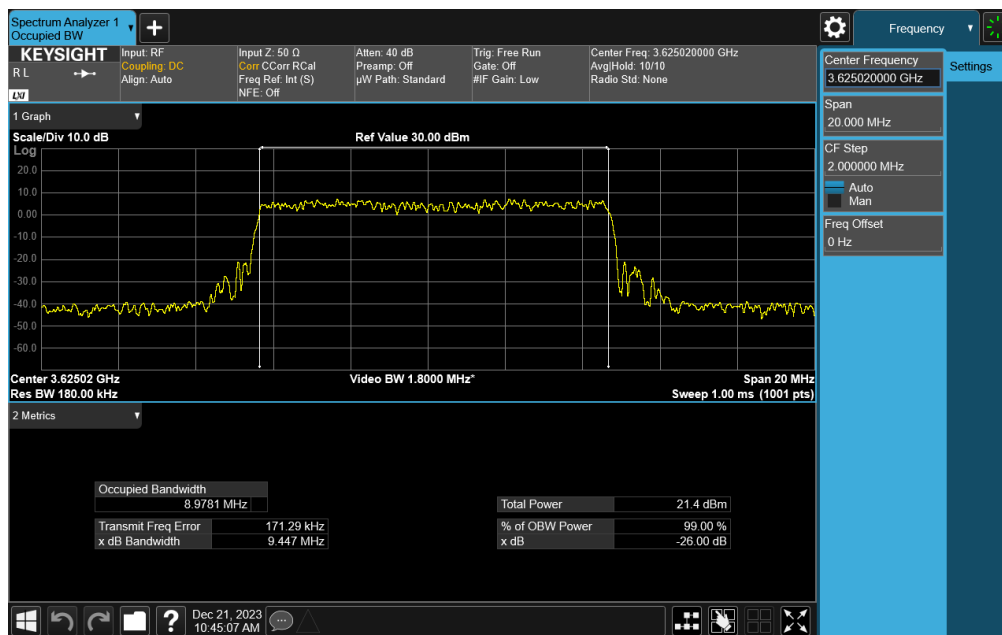 Spectrum Analyzer 1
Occupied BW
Frequency
KEYSIGHT
R L
LXI
Input: RF
Coupling: DC
Align: Auto
Input Z: 50 Ω
Corr CCorr RCal
Freq Ref: Int (S)
NFE: Off
Atten: 40 dB
Preamp: Off
µW Path: Standard
Trig: Free Run
Gate: Off
#IF Gain: Low
Center Freq: 3.625020000 GHz
Avg|Hold: 10/10
Radio Std: None
Center Frequency
3.625020000 GHz
Settings
Span
20.000 MHz
CF Step
2.000000 MHz
Auto
Man
Freq Offset
0 Hz
1 Graph
Scale/Div 10.0 dB
Ref Value 30.00 dBm
Log
20.0
10.0
0.00
-10.0
-20.0
-30.0
-40.0
-50.0
-60.0
Center 3.62502 GHz
Video BW 1.8000 MHz*
Span 20 MHz
Res BW 180.00 kHz
Sweep 1.00 ms (1001 pts)
2 Metrics
Occupied Bandwidth
8.9781 MHz
Total Power 21.4 dBm
Transmit Freq Error 171.29 kHz
% of OBW Power 99.00 %
x dB Bandwidth 9.447 MHz
x dB -26.00 dB
?
Dec 21, 2023
10:45:07 AM